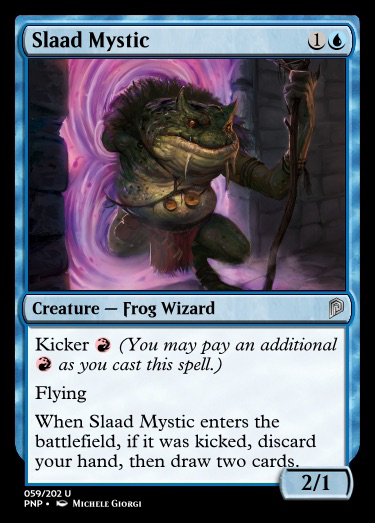 Slaad Mystic 1
Creature — Frog Wizard
Kicker (You may pay an additional
as you cast this spell.)
Flying
When Slaad Mystic enters the
battlefield, if it was kicked, discard
your hand, then draw two cards.
2/1
059/202 U
PNP • Michele Giorgi